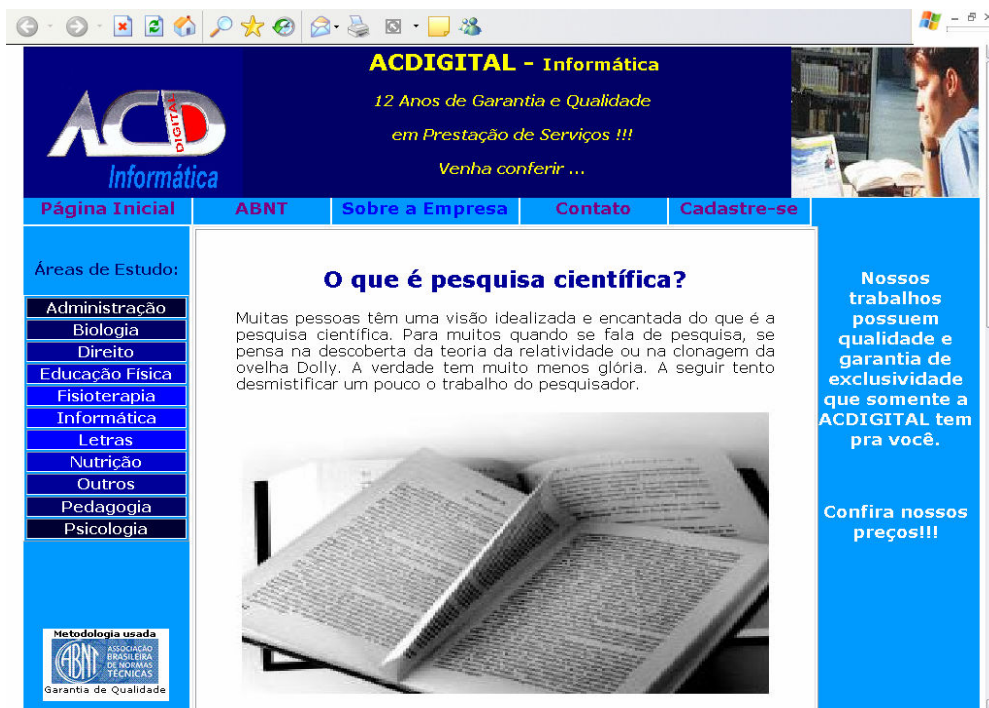 ACDIGITAL - Informática
12 Anos de Garantia e Qualidade
em Prestação de Serviços !!!
Venha conferir ...
ACD
DIGITAL
Informática
Página Inicial
ABNT
Sobre a Empresa
Contato
Cadastre-se
Áreas de Estudo:
Administração
Biologia
Direito
Educação Física
Fisioterapia
Informática
Letras
Nutrição
Outros
Pedagogia
Psicologia
Metodologia usada
ABNT
ASSOCIAÇÃO
BRASILEIRA
DE NORMAS
TÉCNICAS
Garantia de Qualidade
O que é pesquisa científica?
Muitas pessoas têm uma visão idealizada e encantada do que é a
pesquisa científica. Para muitos quando se fala de pesquisa, se
pensa na descoberta da teoria da relatividade ou na clonagem da
ovelha Dolly. A verdade tem muito menos glória. A seguir tento
desmistificar um pouco o trabalho do pesquisador.
Nossos
trabalhos
possuem
qualidade e
garantia de
exclusividade
que somente a
ACDIGITAL tem
pra você.
Confira nossos
preços!!!